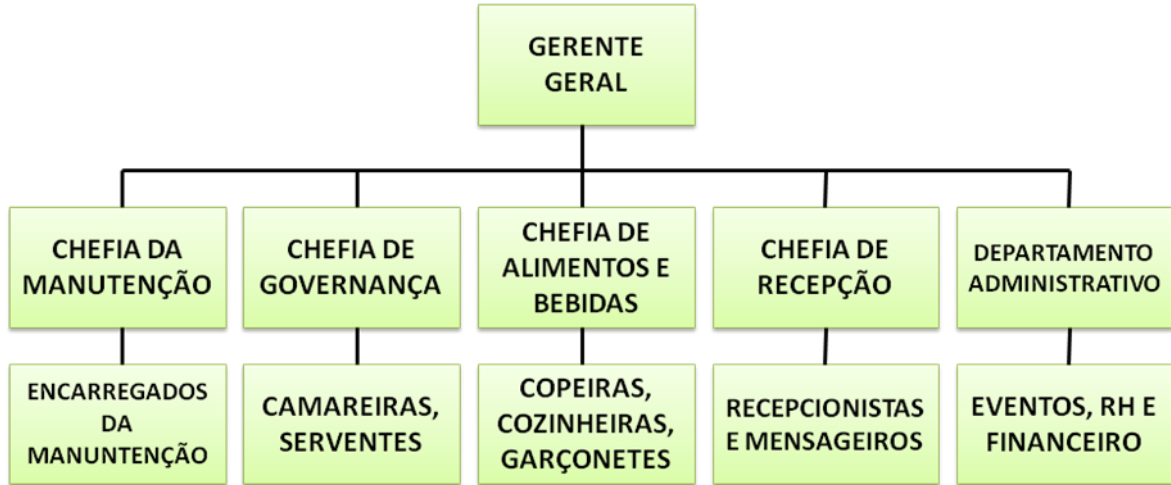 GERENTE
GERAL
CHEFIA DA
MANUTENÇÃO
CHEFIA DE
GOVERNANÇA
CHEFIA DE
ALIMENTOS E
BEBIDAS
CHEFIA DE
RECEPÇÃO
DEPARTAMENTO
ADMINISTRATIVO
ENCARREGADOS
DA
MANUNTENÇÃO
CAMAREIRAS,
SERVENTES
COPEIRAS,
COZINHEIRAS,
GARÇONETES
RECEPCIONISTAS
E MENSAGEIROS
EVENTOS, RH E
FINANCEIRO